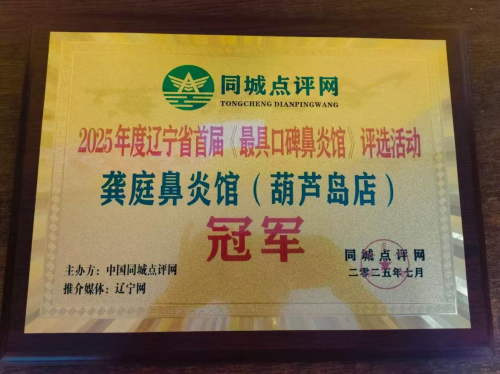 同城点评网
TONGCHENG DIANPINGWANG
2025年度辽宁省首届《最具口碑鼻炎馆》评选活动
龚庭鼻炎馆（葫芦岛店）
冠军
主办方：中国同城点评网
推介媒体：辽宁网
同城点评网
二零二五年七月